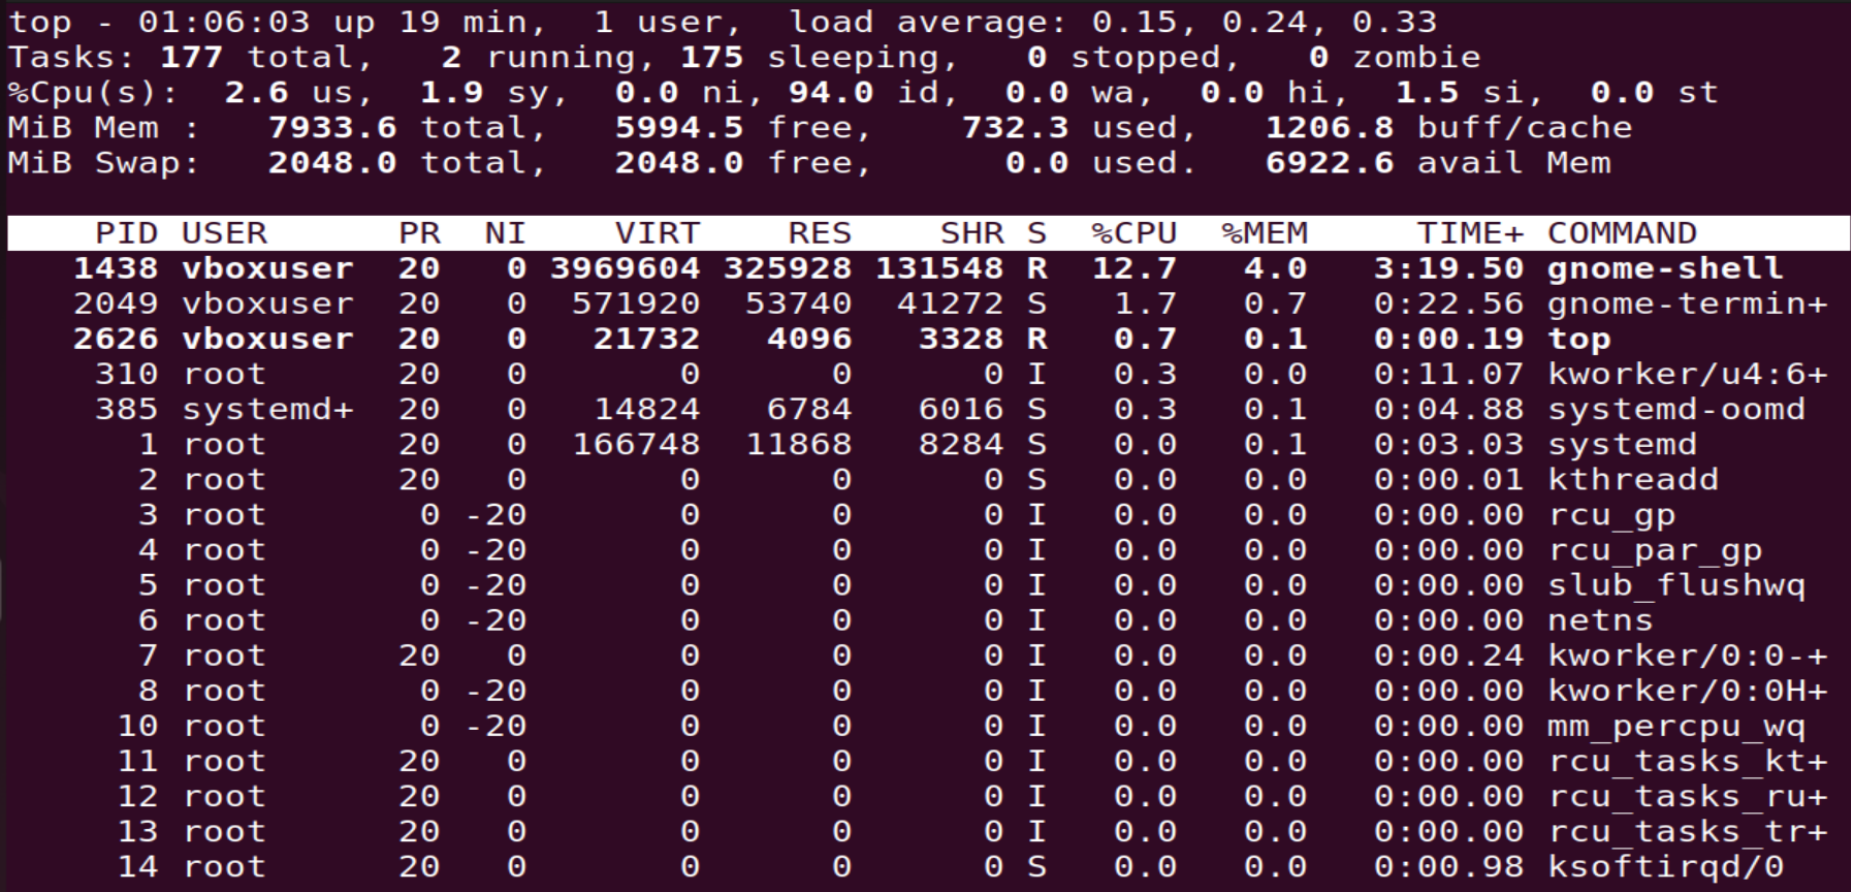 top - 01:06:03 up 19 min,  1 user,  load average: 0.15, 0.24, 0.33
Tasks: 177 total,   2 running, 175 sleeping,   0 stopped,   0 zombie
%Cpu(s):  2.6 us,  1.9 sy,  0.0 ni, 94.0 id,  0.0 wa,  0.0 hi,  1.5 si,  0.0 st
MiB Mem :   7933.6 total,   5994.5 free,    732.3 used,   1206.8 buff/cache
MiB Swap:   2048.0 total,   2048.0 free,      0.0 used.   6922.6 avail Mem
    PID USER      PR  NI    VIRT    RES    SHR S  %CPU  %MEM     TIME+ COMMAND
   1438 vboxuser  20   0 3969604 325928 131548 R  12.7   4.0   3:19.50 gnome-shell
   2049 vboxuser  20   0  571920  53740  41272 S   1.7   0.7   0:22.56 gnome-termin+
   2626 vboxuser  20   0   21732   4096   3328 R   0.7   0.1   0:00.19 top
    310 root      20   0       0      0      0 I   0.3   0.0   0:11.07 kworker/u4:6+
    385 systemd+  20   0   14824   6784   6016 S   0.3   0.1   0:04.88 systemd-oomd
      1 root      20   0  166748  11868   8284 S   0.0   0.1   0:03.03 systemd
      2 root      20   0       0      0      0 S   0.0   0.0   0:00.01 kthreadd
      3 root       0 -20       0      0      0 I   0.0   0.0   0:00.00 rcu_gp
      4 root       0 -20       0      0      0 I   0.0   0.0   0:00.00 rcu_par_gp
      5 root       0 -20       0      0      0 I   0.0   0.0   0:00.00 slub_flushwq
      6 root       0 -20       0      0      0 I   0.0   0.0   0:00.00 netns
      7 root      20   0       0      0      0 I   0.0   0.0   0:00.24 kworker/0:0-+
      8 root       0 -20       0      0      0 I   0.0   0.0   0:00.00 kworker/0:0H+
     10 root       0 -20       0      0      0 I   0.0   0.0   0:00.00 mm_percpu_wq
     11 root      20   0       0      0      0 I   0.0   0.0   0:00.00 rcu_tasks_kt+
     12 root      20   0       0      0      0 I   0.0   0.0   0:00.00 rcu_tasks_ru+
     13 root      20   0       0      0      0 I   0.0   0.0   0:00.00 rcu_tasks_tr+
     14 root      20   0       0      0      0 S   0.0   0.0   0:00.98 ksoftirqd/0